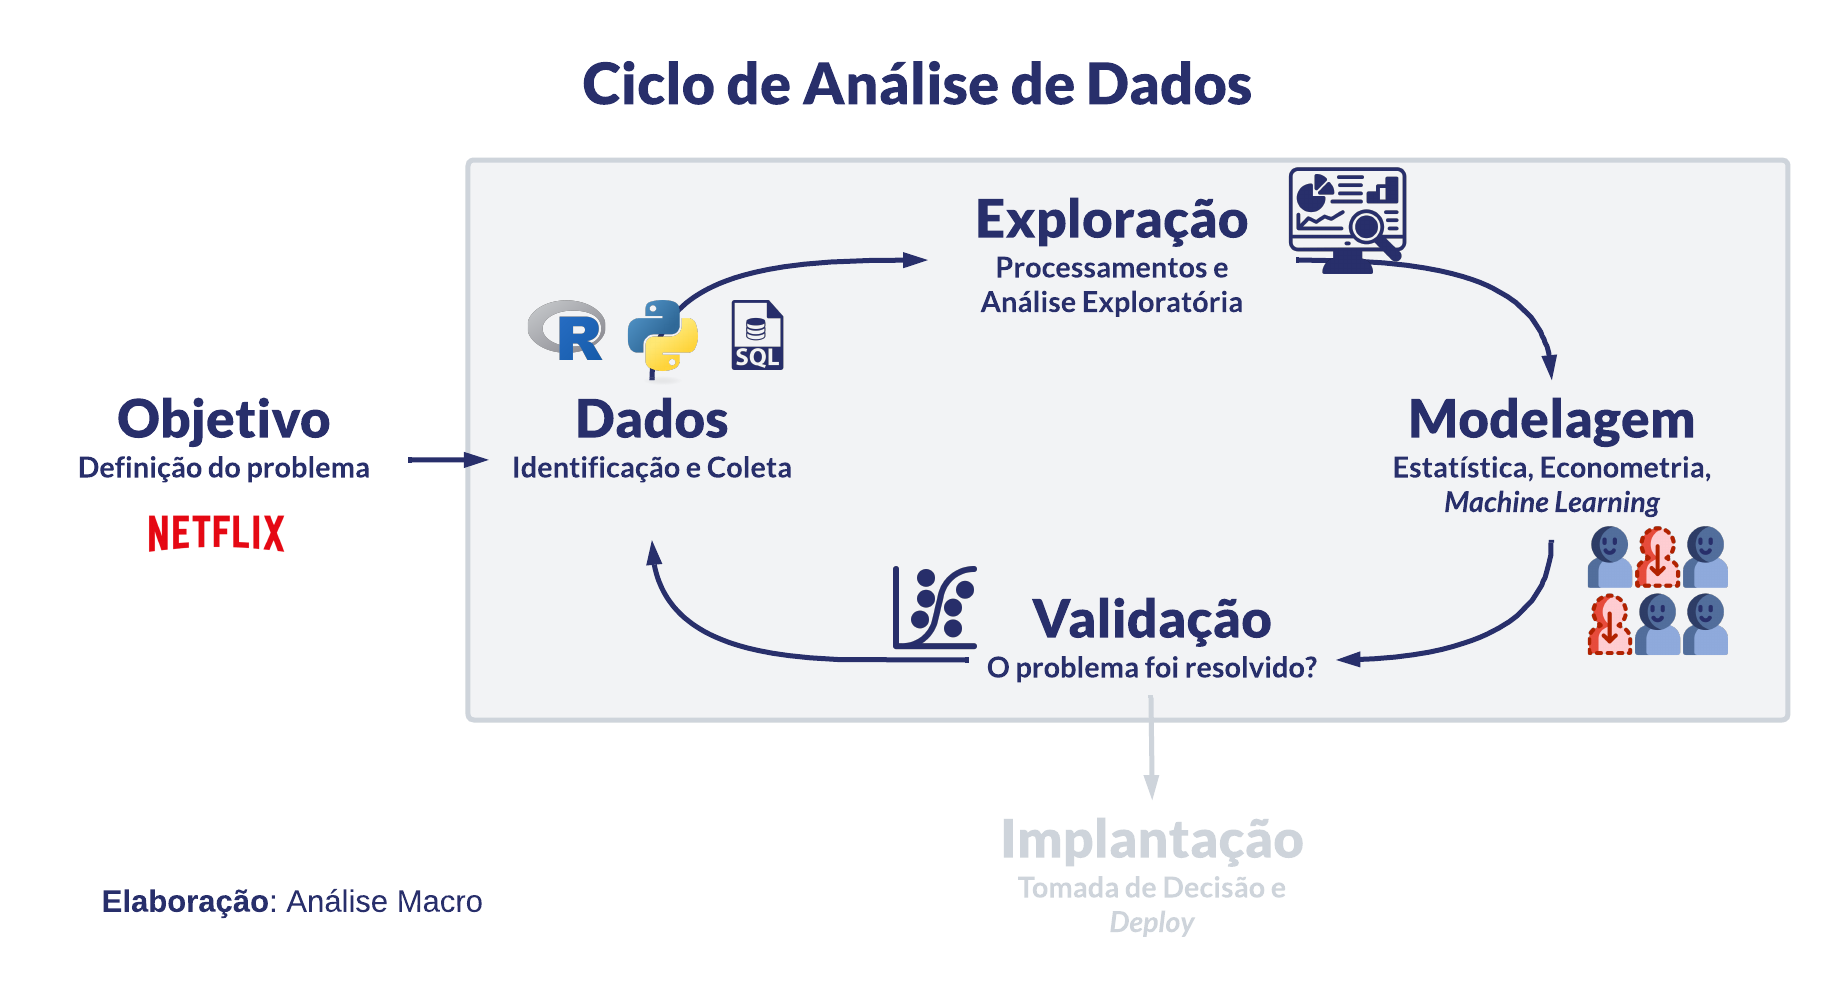 Ciclo de Análise de Dados
Exploração
Processamentos e
Análise Exploratória
R
SQL
Objetivo
Definição do problema
NETFLIX
Dados
Identificação e Coleta
Modelagem
Estatística, Econometria,
Machine Learning
Validação
O problema foi resolvido?
Implantação
Tomada de Decisão e
Deploy
Elaboração: Análise Macro